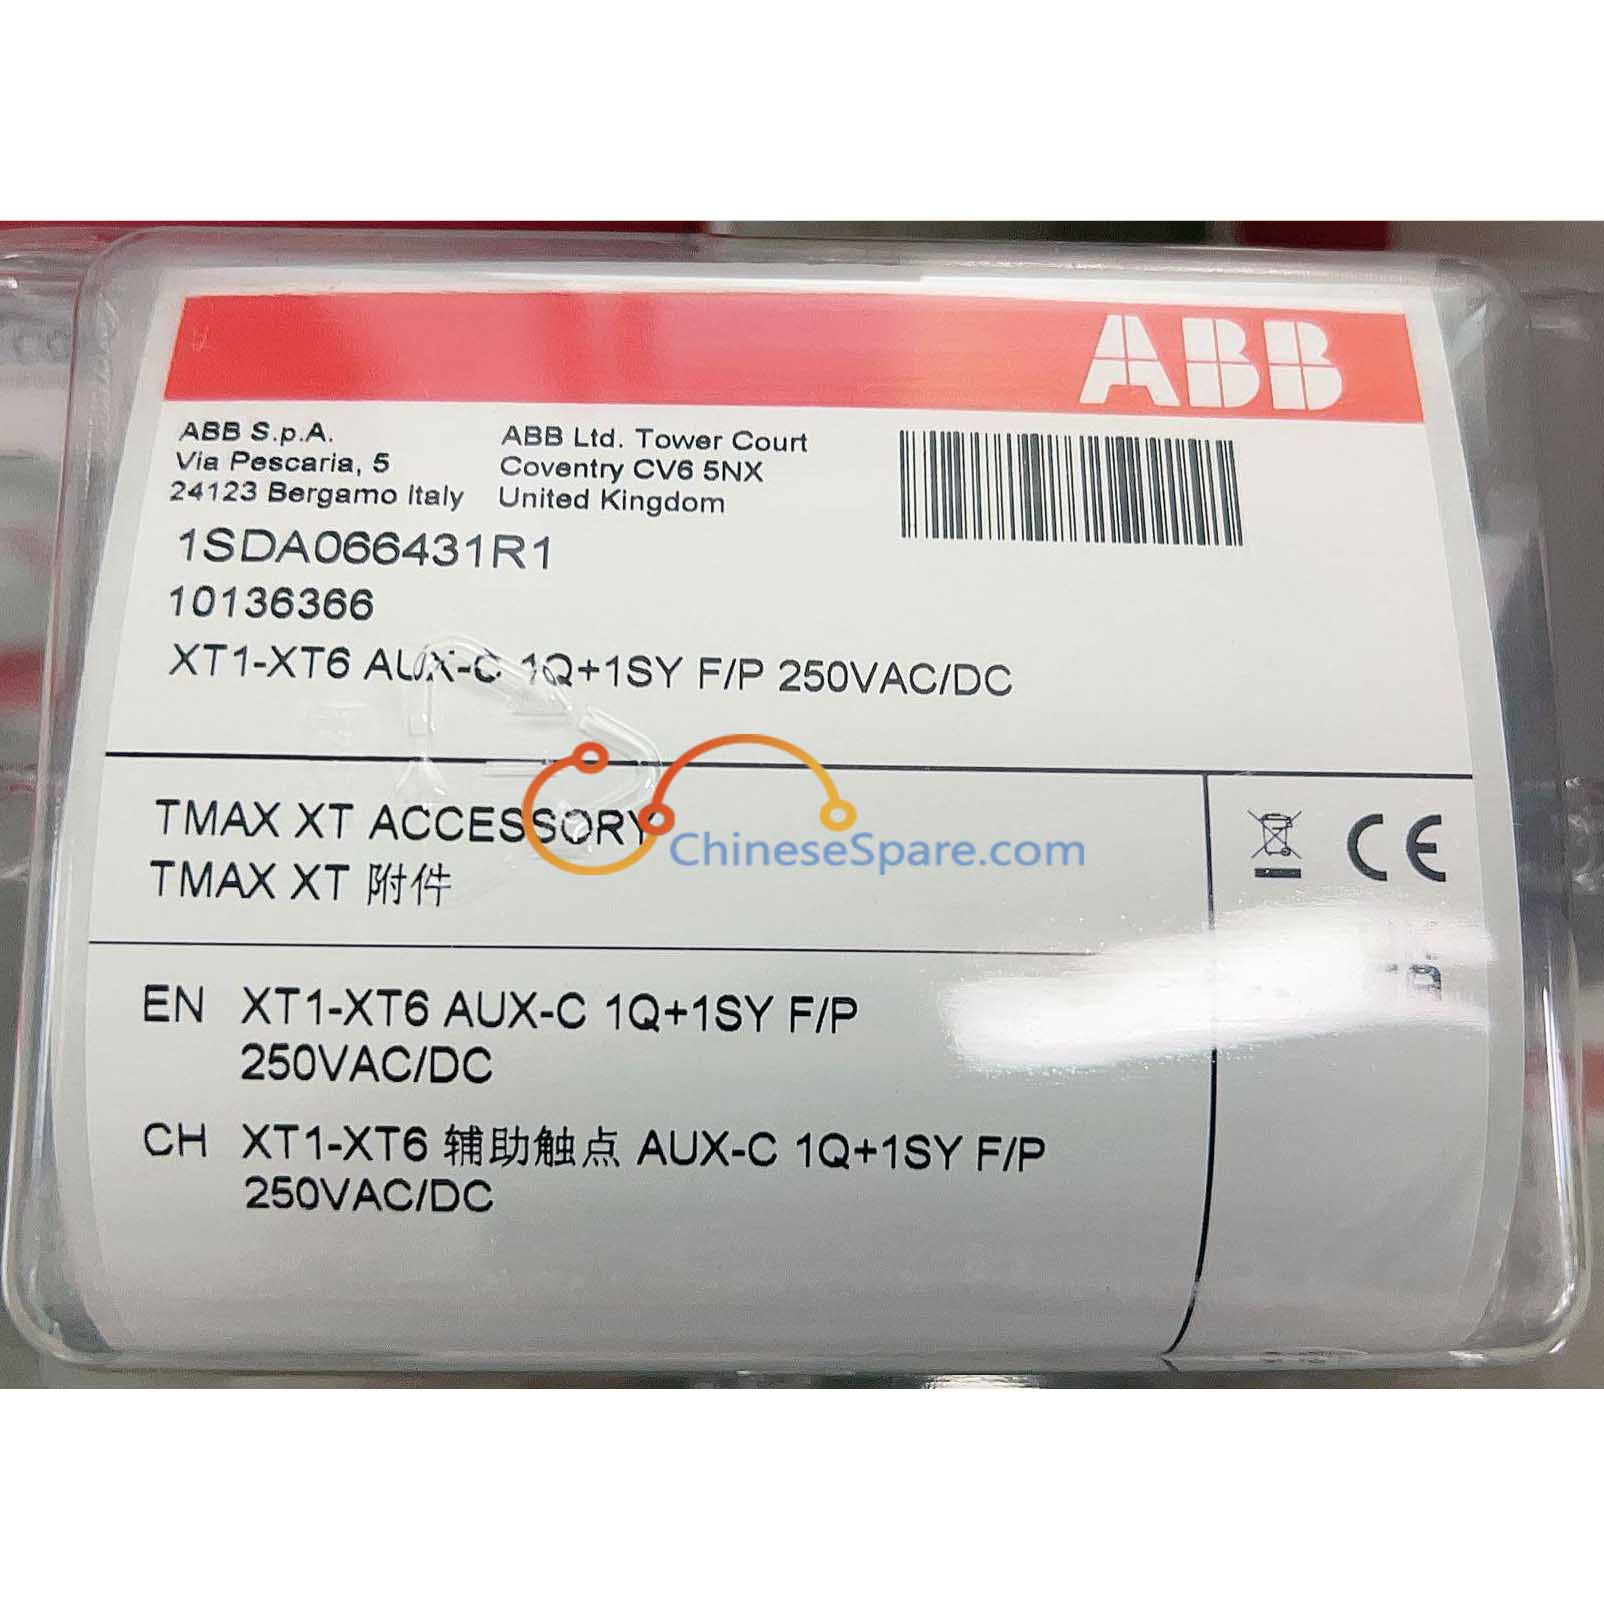 ABB
ABB S.p.A.
Via Pescaria, 5
24123 Bergamo Italy
ABB Ltd. Tower Court
Coventry CV6 5NX
United Kingdom
1SDA066431R1
10136366
XT1-XT6 AUX-C 1Q+1SY F/P 250VAC/DC
TMAX XT ACCESSORY
TMAX XT 附件
CE
ChineseSpare.com
EN XT1-XT6 AUX-C 1Q+1SY F/P
250VAC/DC
CH XT1-XT6 辅助触点 AUX-C 1Q+1SY F/P
250VAC/DC